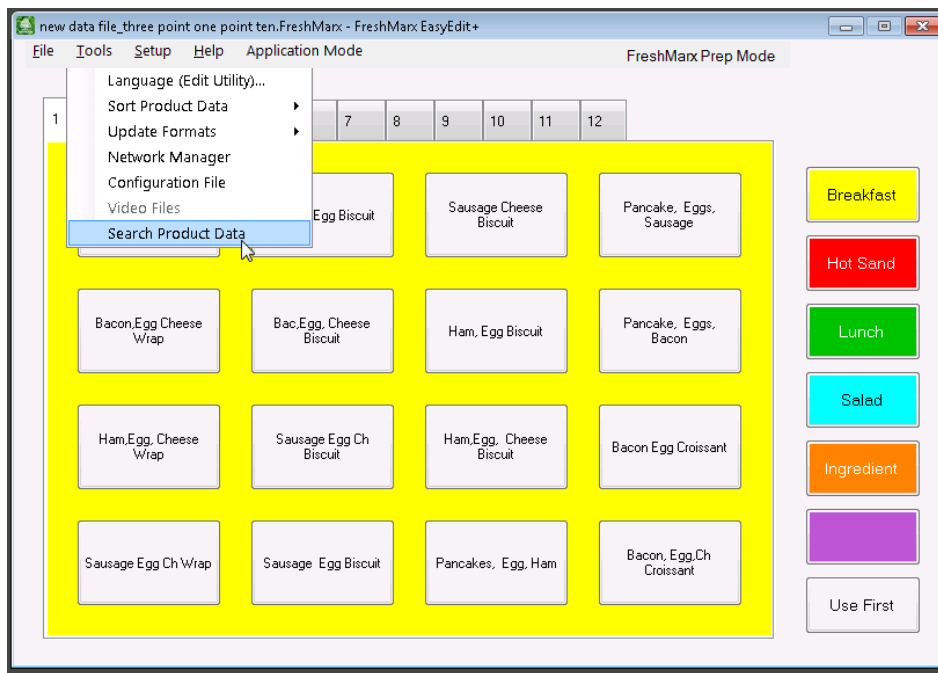 new data file_three point one point ten.FreshMarx - FreshMarx EasyEdit+
File Tools Setup Help Application Mode
FreshMarx Prep Mode
Language (Edit Utility)...
Sort Product Data
Update Formats
Network Manager
Configuration File
Video Files
Search Product Data
1 7 8 9 10 11 12
Egg Biscuit
Sausage Cheese
Biscuit
Pancake, Eggs,
Sausage
Bacon,Egg Cheese
Wrap
Bac,Egg, Cheese
Biscuit
Ham, Egg Biscuit
Pancake, Eggs,
Bacon
Ham,Egg, Cheese
Wrap
Sausage Egg Ch
Biscuit
Ham,Egg, Cheese
Biscuit
Bacon Egg Croissant
Sausage Egg Ch Wrap
Sausage Egg Biscuit
Pancakes, Egg, Ham
Bacon, Egg,Ch
Croissant
Breakfast
Hot Sand
Lunch
Salad
Ingredient
Use First